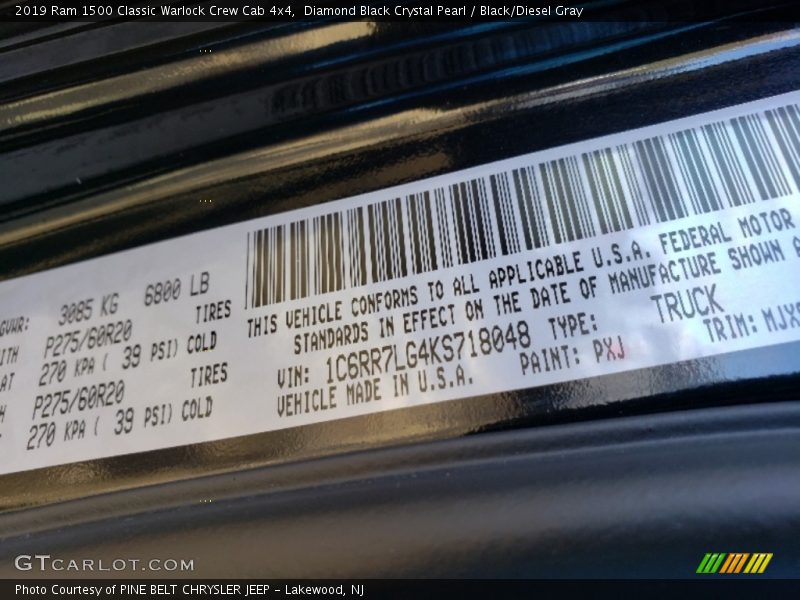 2019 Ram 1500 Classic Warlock Crew Cab 4x4, Diamond Black Crystal Pearl / Black/Diesel Gray
GVWR: 3085 KG 6800 LB
P275/60R20 TIRES
270 KPA ( 39 PSI) COLD
P275/60R20 TIRES
270 KPA ( 39 PSI) COLD
THIS VEHICLE CONFORMS TO ALL APPLICABLE U.S.A. FEDERAL MOTOR
STANDARDS IN EFFECT ON THE DATE OF MANUFACTURE SHOWN
VIN: 1C6RR7LG4KS718048 TYPE: TRUCK
VEHICLE MADE IN U.S.A. PAINT: PXJ TRIM:
GTCARLOT.COM
Photo Courtesy of PINE BELT CHRYSLER JEEP - Lakewood, NJ